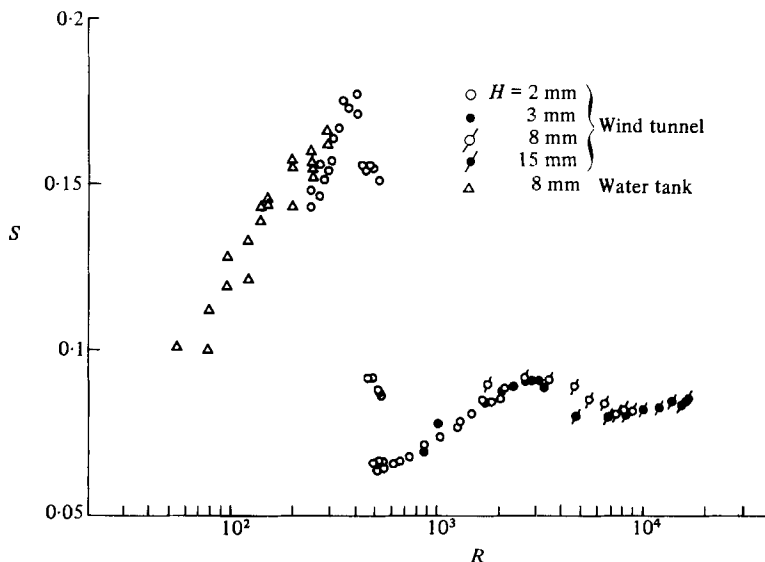 0·2
H = 2 mm
3 mm
Wind tunnel
8 mm
15 mm
8 mm Water tank
0·15
S
0·1
0·05
10²
10³
10⁴
R